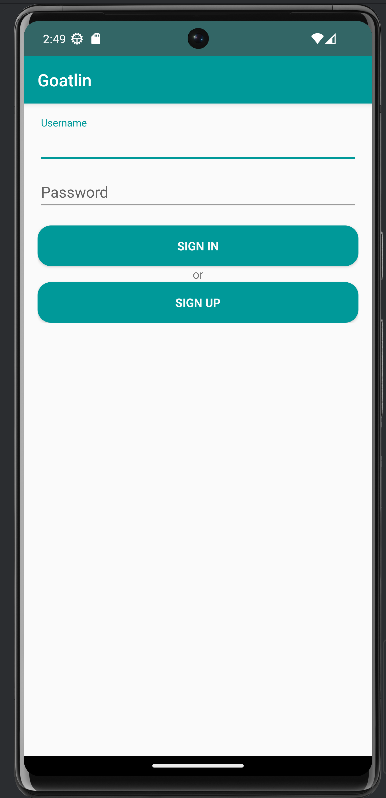 2:49
Goatlin
Username
Password
SIGN IN
or
SIGN UP